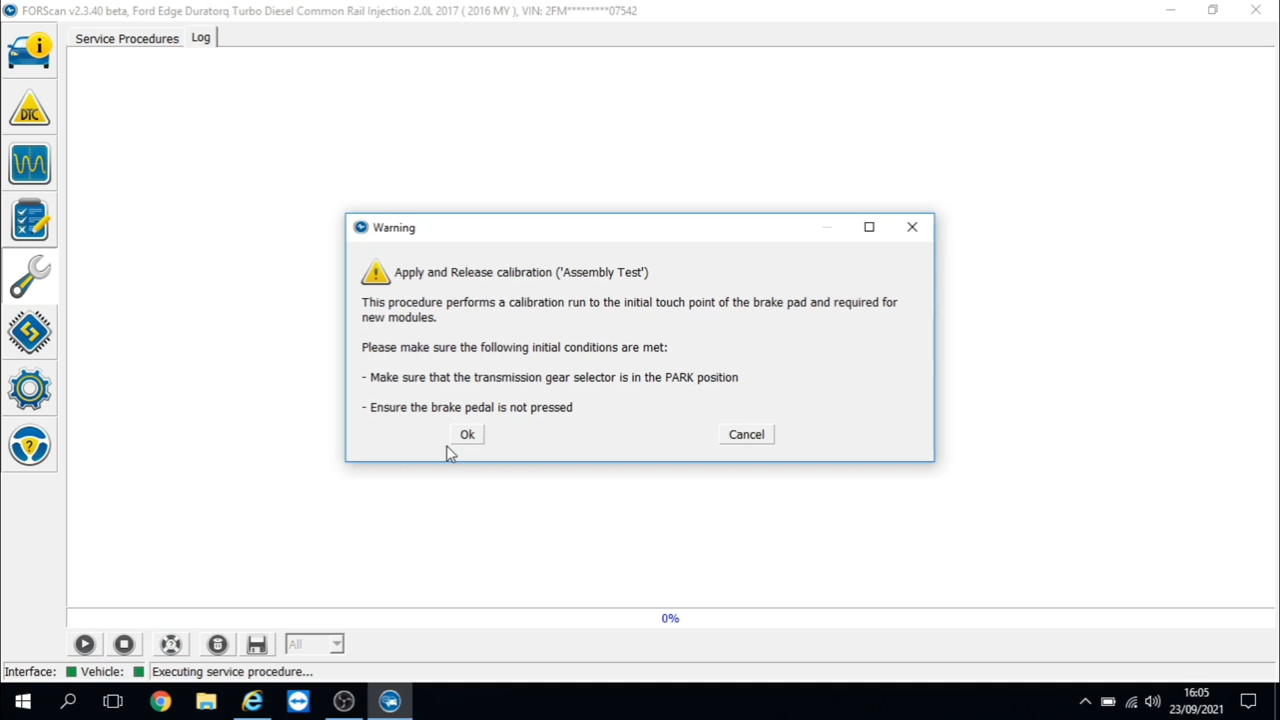 FORScan v2.3.40 beta, Ford Edge Duratorq Turbo Diesel Common Rail Injection 2.0L 2017 ( 2016 MY ), VIN: 2FM********07542
Service Procedures Log
DTC
Warning
Apply and Release calibration ('Assembly Test')
This procedure performs a calibration run to the initial touch point of the brake pad and required for
new modules.
Please make sure the following initial conditions are met:
- Make sure that the transmission gear selector is in the PARK position
- Ensure the brake pedal is not pressed
Ok Cancel
0%
All
Interface: Vehicle: Executing service procedure...
16:05
23/09/2021